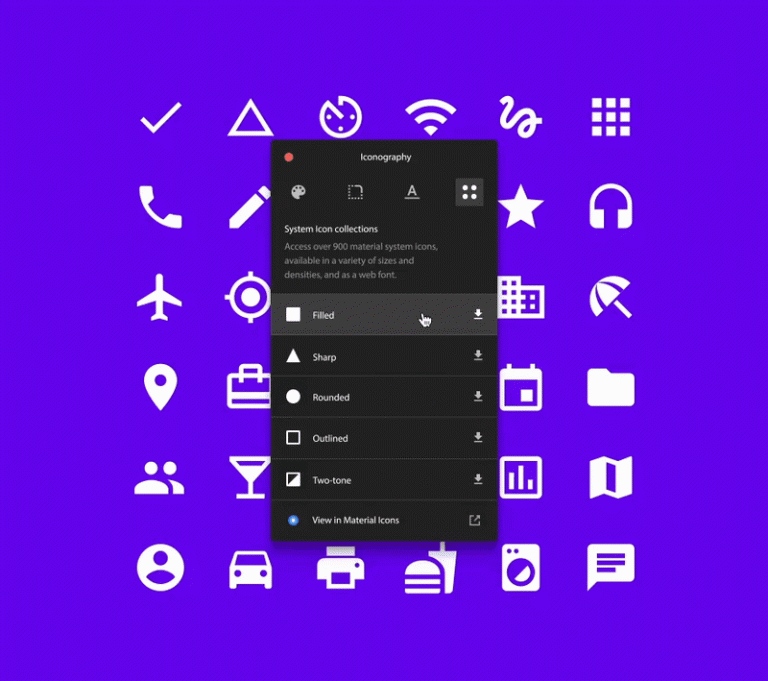 Iconography
A
System Icon collections
Access over 900 material system icons,
available in a variety of sizes and
densities, and as a web font.
Filled
Sharp
Rounded
Outlined
Two-tone
View in Material Icons